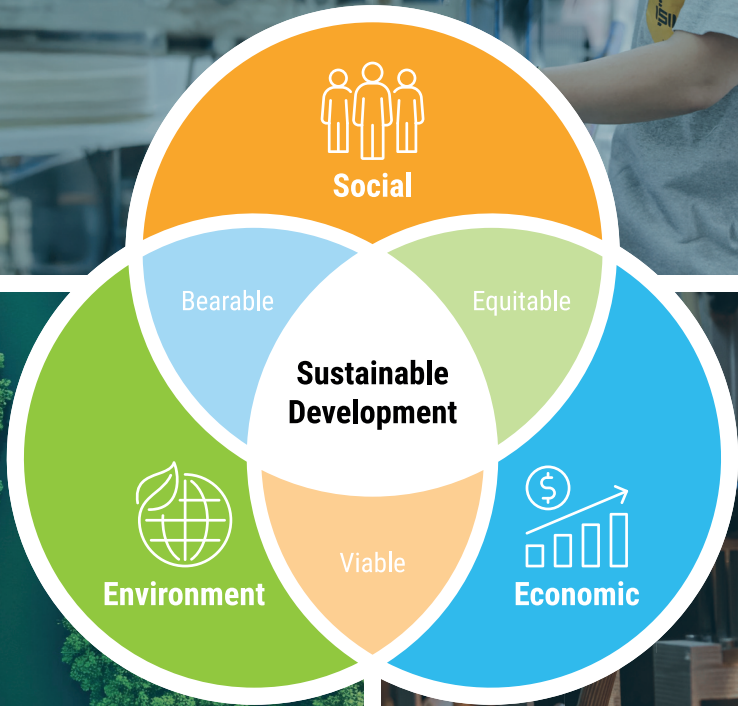 Social
Bearable
Equitable
Sustainable
Development
Viable
Environment
Economic
$